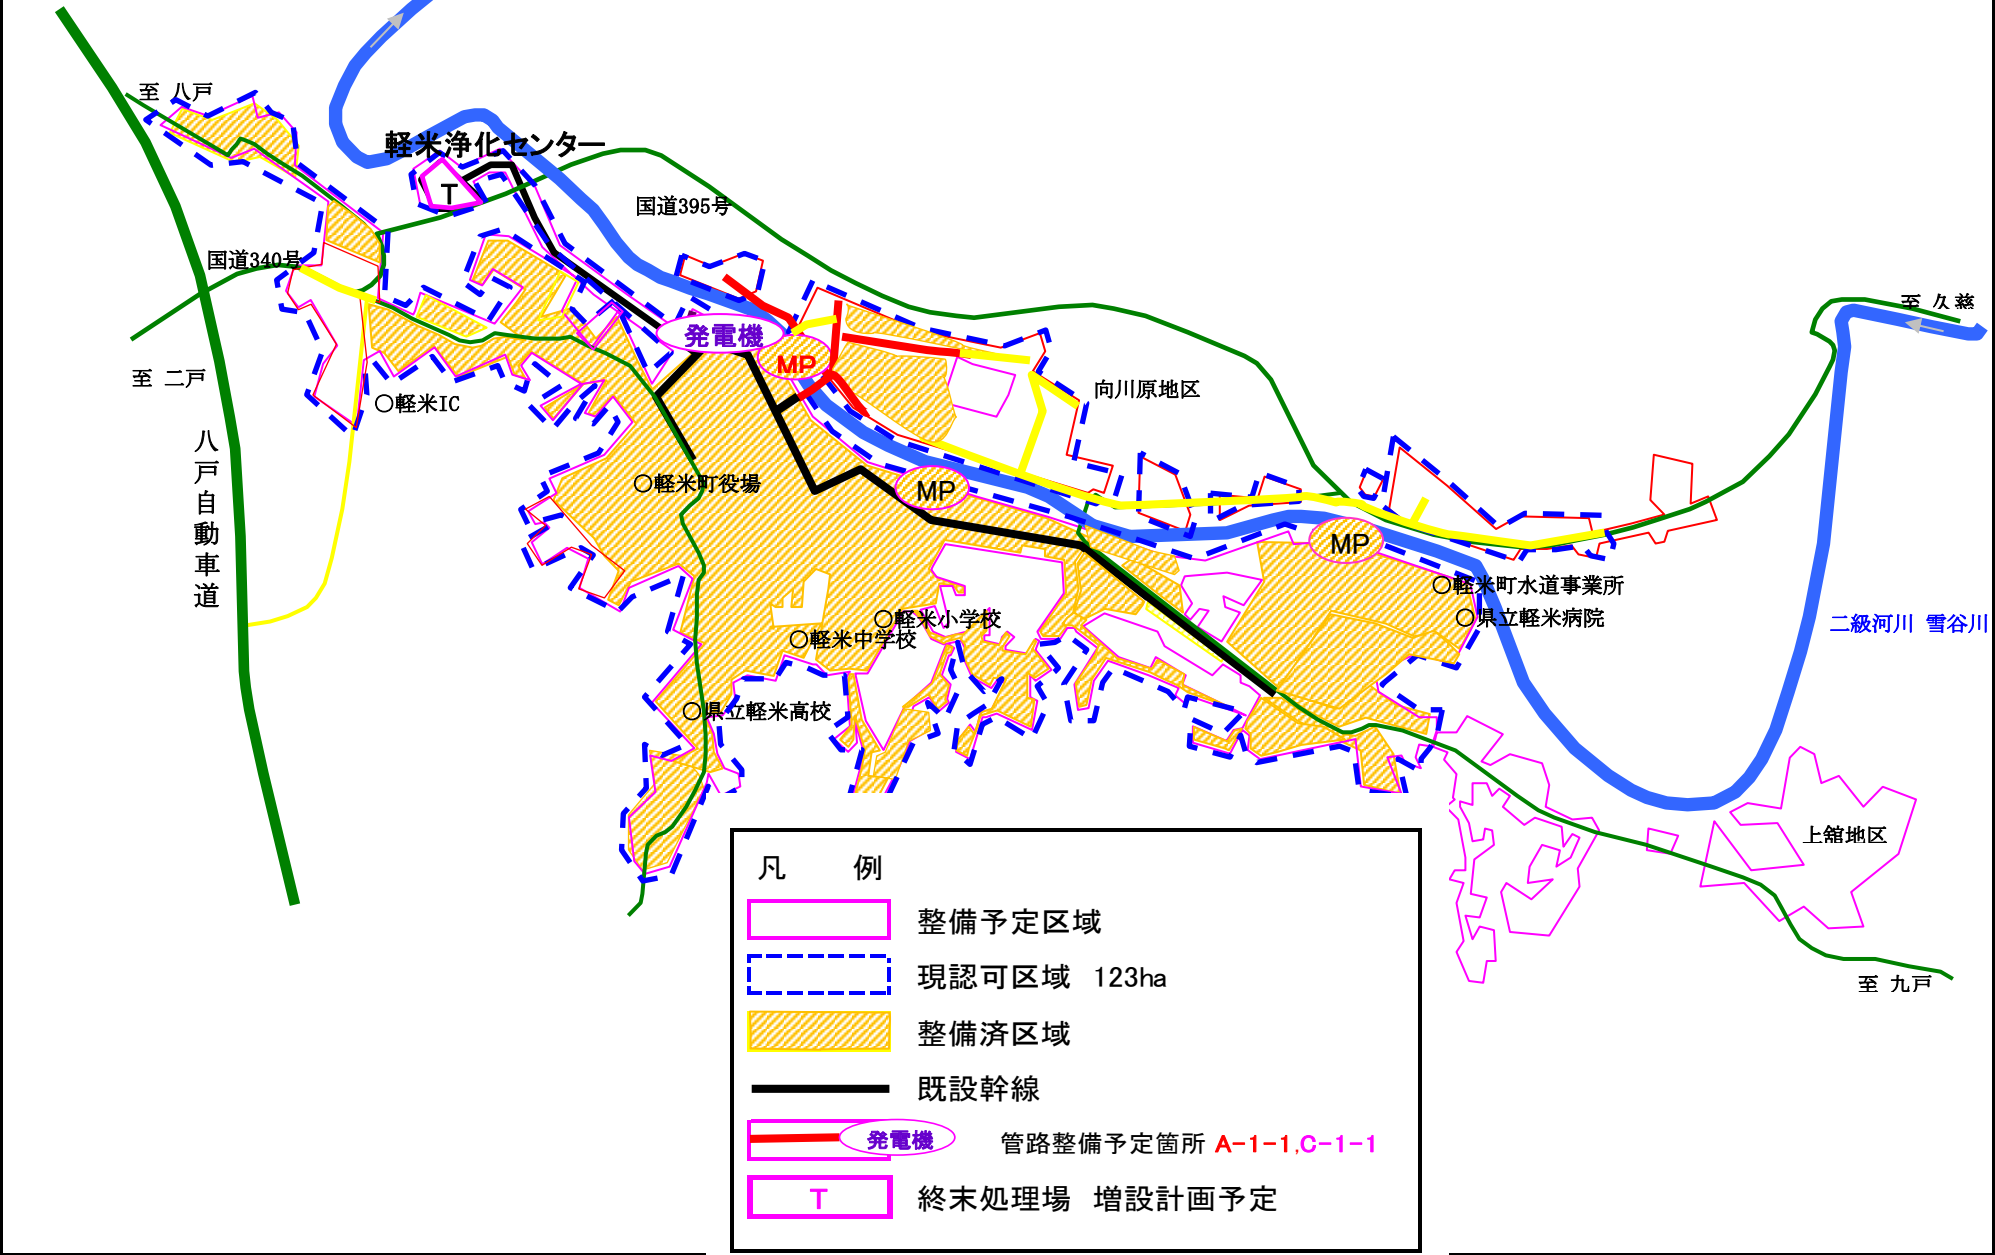 至 八戸
軽米浄化センター
T
国道395号
国道340号
至 久慈
発電機
MP
至 二戸
○軽米IC
向川原地区
八戸自動車道
○軽米町役場
MP
MP
○軽米町水道事業所
○県立軽米病院
二級河川 雪谷川
○軽米小学校
○軽米中学校
○県立軽米高校
上舘地区
至 九戸
凡 例
整備予定区域
現認可区域 123ha
整備済区域
既設幹線
発電機 管路整備予定箇所 A-1-1,C-1-1
T 終末処理場 増設計画予定